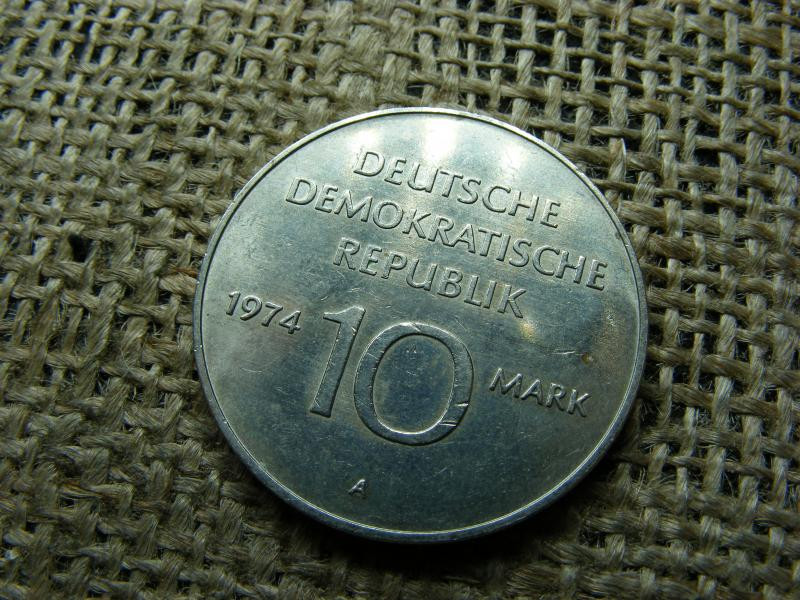 DEUTSCHE
DEMOKRATISCHE
REPUBLIK
1974 10 MARK
A